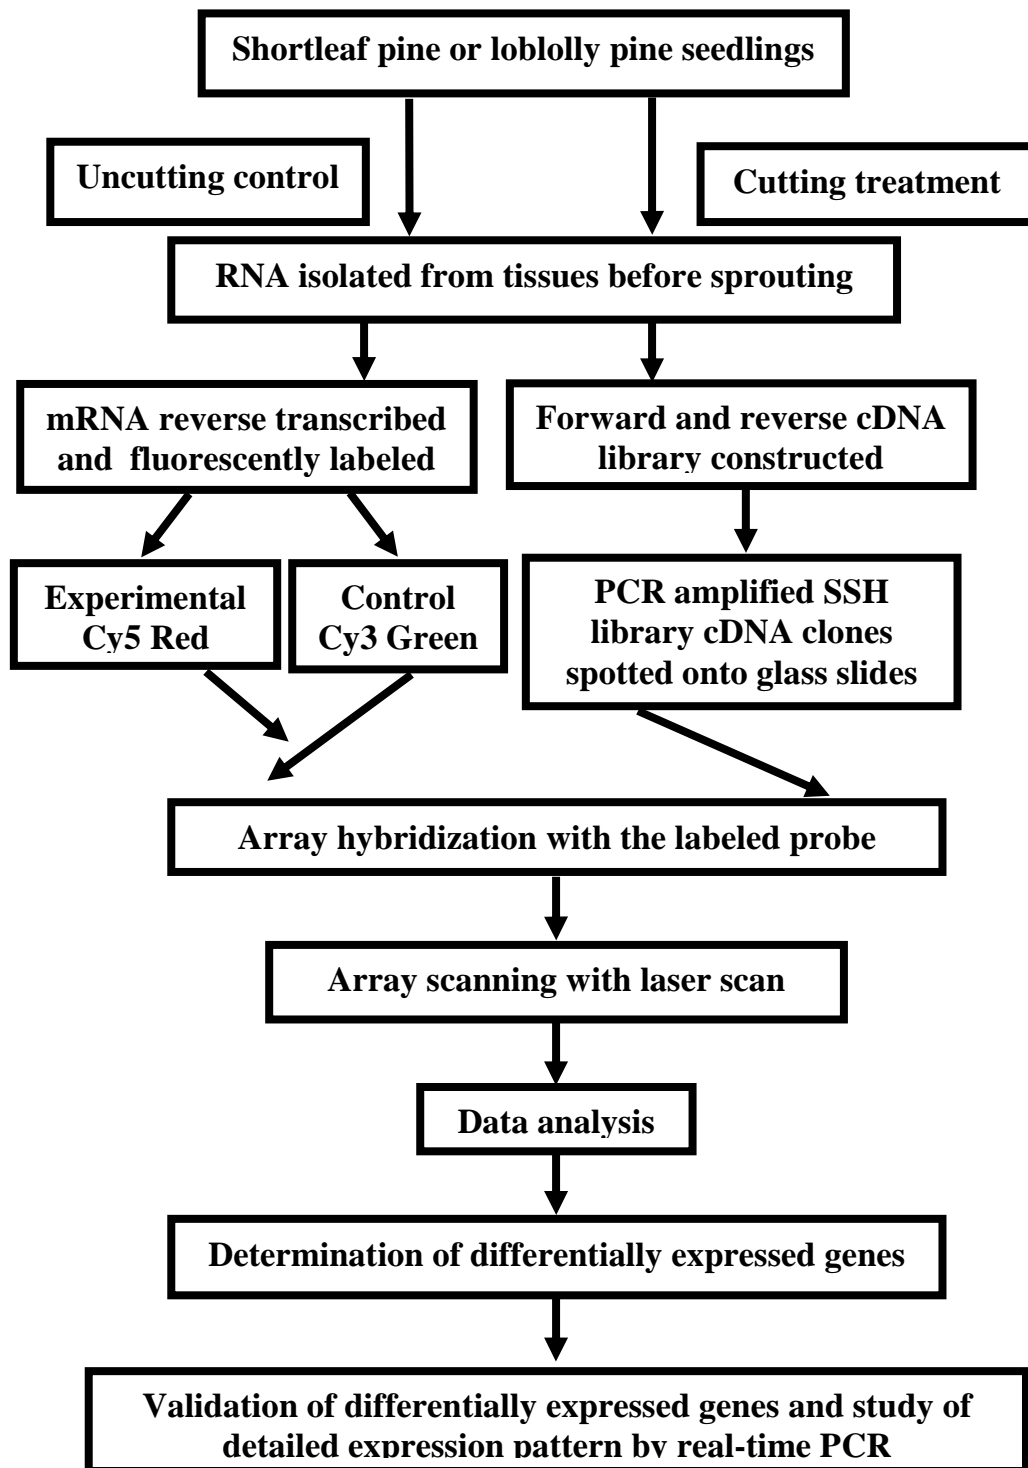 Shortleaf pine or loblolly pine seedlings
Uncutting control
Cutting treatment
RNA isolated from tissues before sprouting
mRNA reverse transcribed
and fluorescently labeled
Forward and reverse cDNA
library constructed
Experimental
Cy5 Red
Control
Cy3 Green
PCR amplified SSH
library cDNA clones
spotted onto glass slides
Array hybridization with the labeled probe
Array scanning with laser scan
Data analysis
Determination of differentially expressed genes
Validation of differentially expressed genes and study of
detailed expression pattern by real-time PCR